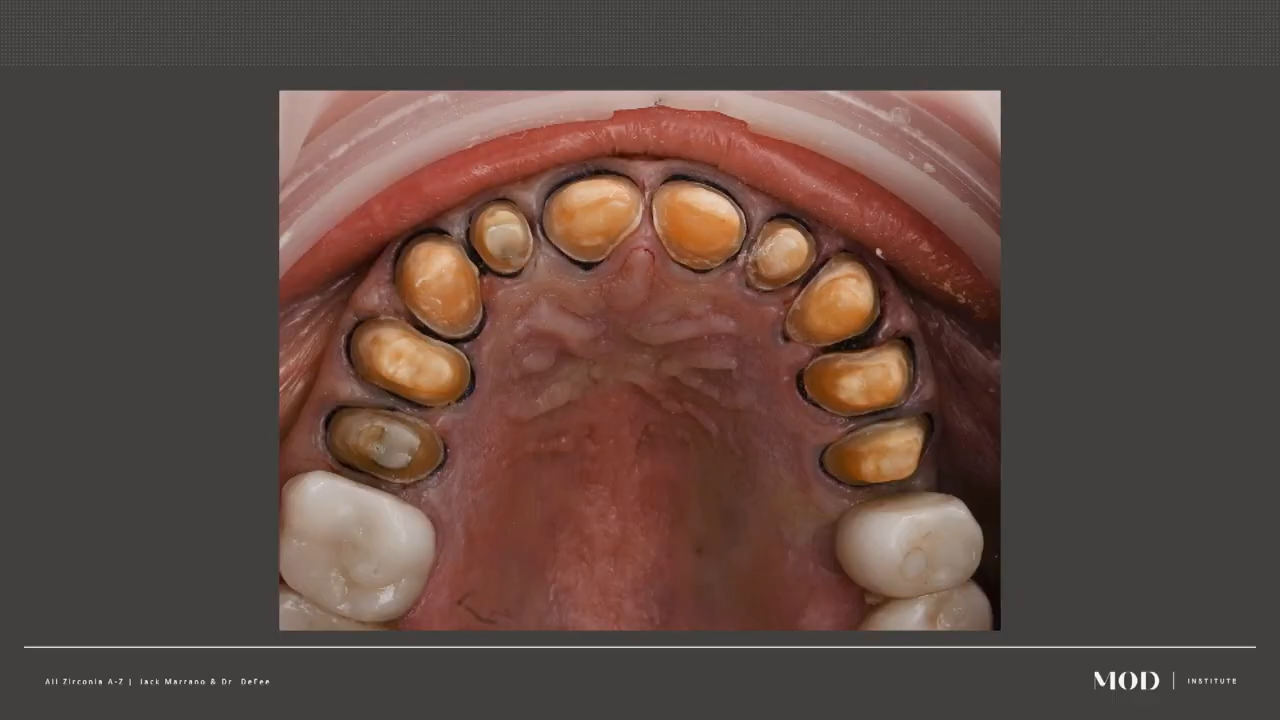 All Zirconia A-Z | Jack Marrano & Dr. DeFee
MOD | INSTITUTE